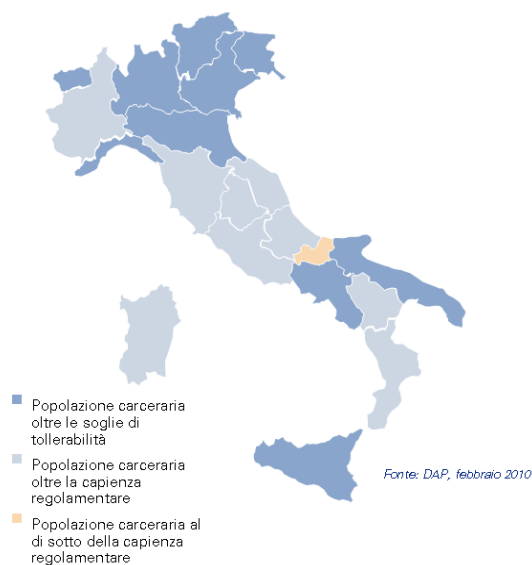 Popolazione carceraria
oltre le soglie di
tollerabilità
Popolazione carceraria
oltre la capienza
regolamentare
Fonte: DAP, febbraio 2010
Popolazione carceraria al
di sotto della capienza
regolamentare